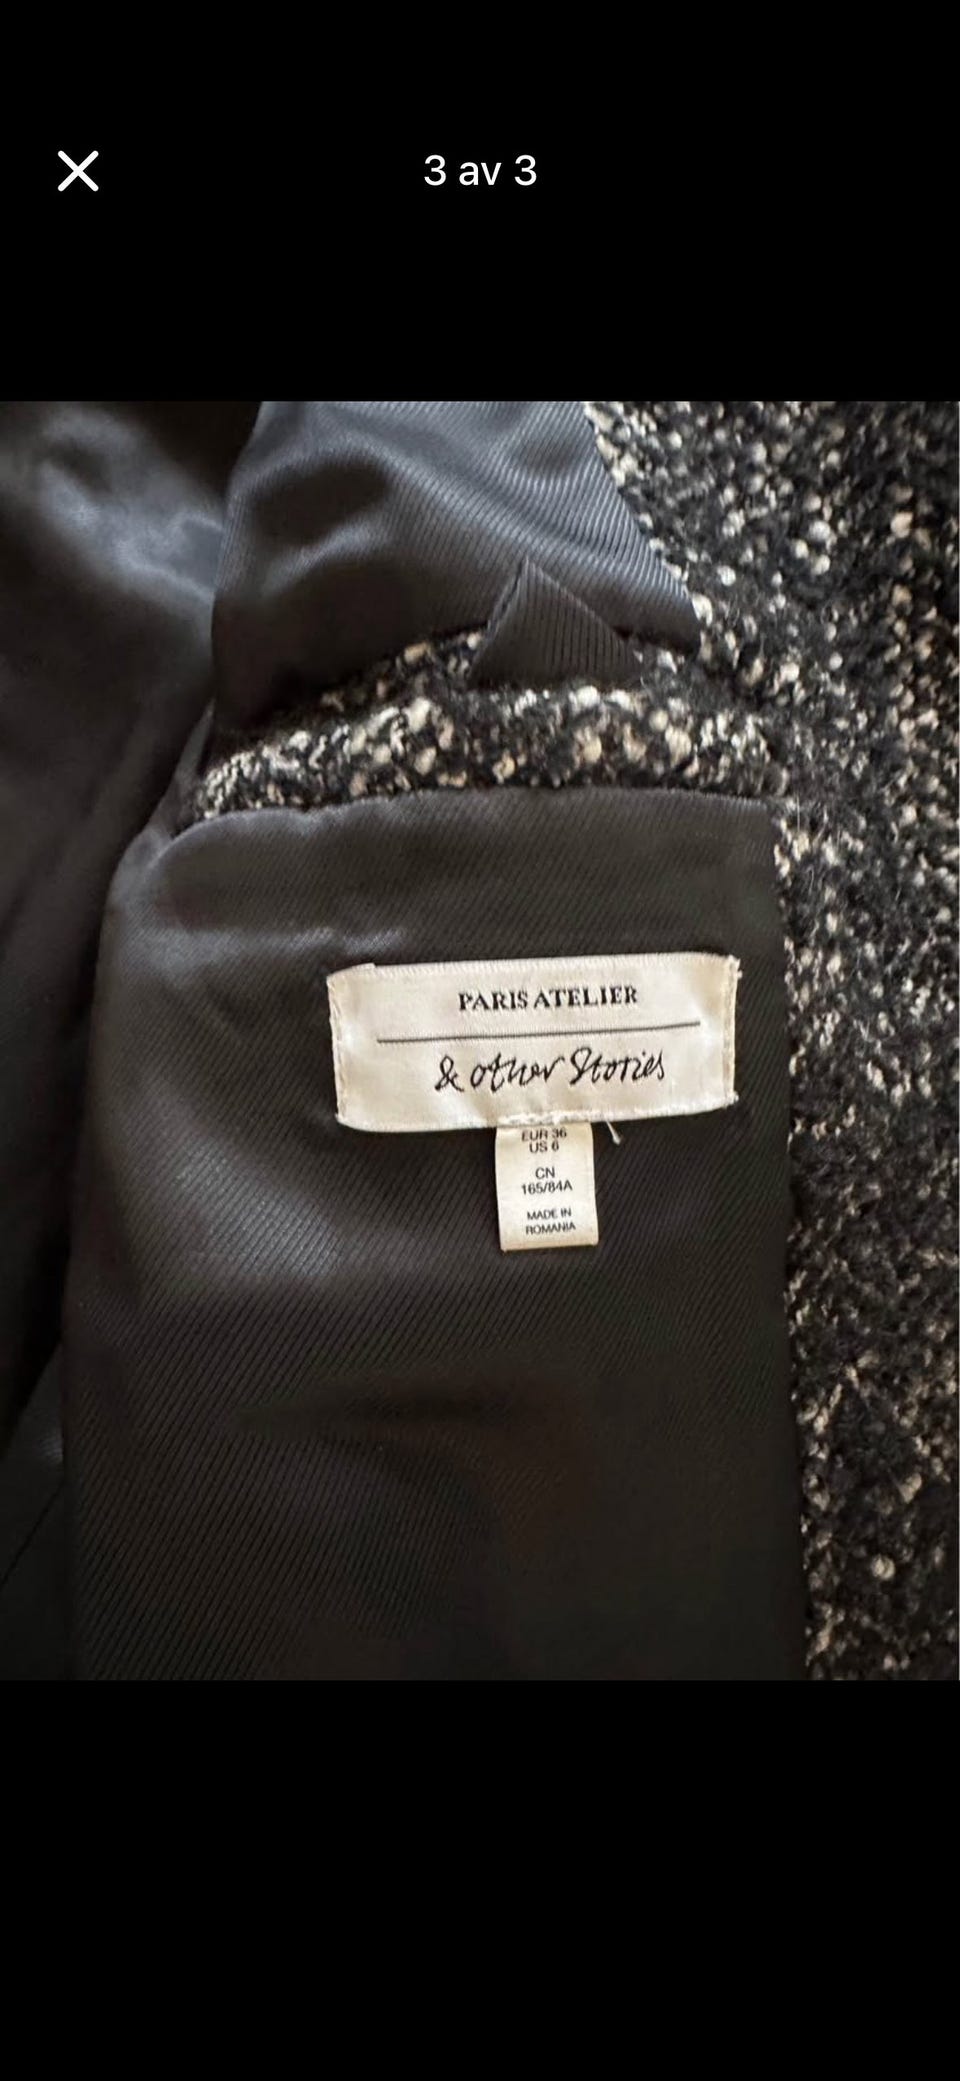 3 av 3
PARIS ATELIER
& other Stories
EUR 36
US 6
CN
165/84A
MADE IN
ROMANIA